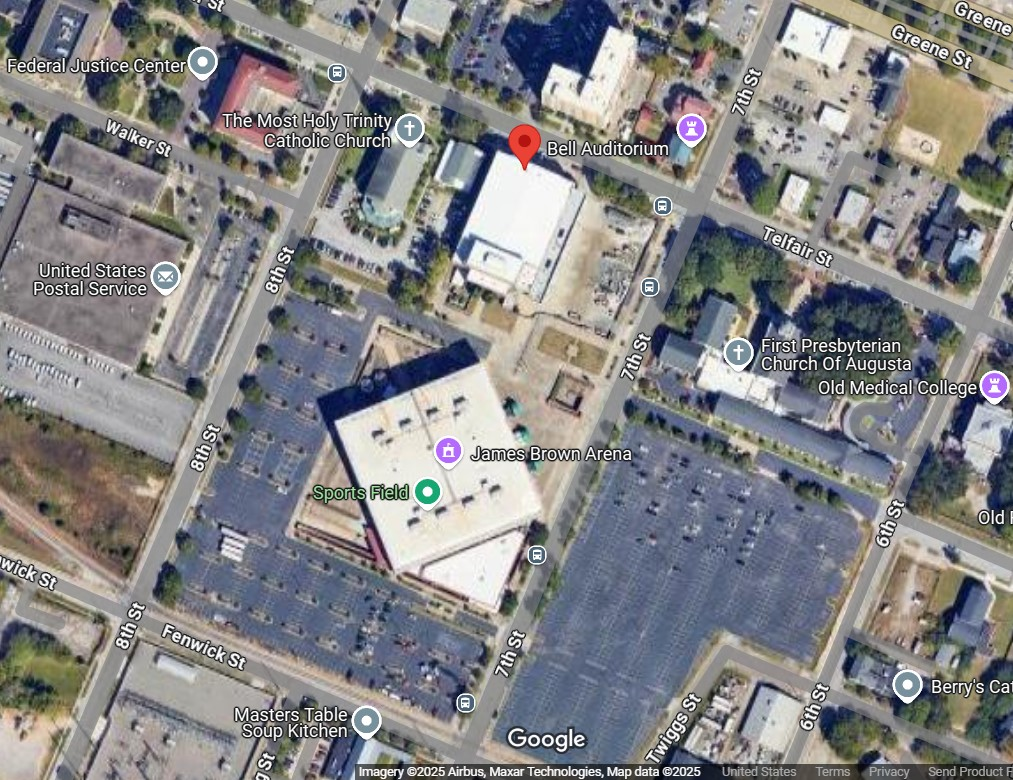 St
Greene
Greene St
Federal Justice Center
7th St
The Most Holy Trinity
Catholic Church
Walker St
Bell Auditorium
Telfair St
United States
Postal Service
8th St
7th St
First Presbyterian
Church Of Augusta
Old Medical College
8th St
James Brown Arena
Sports Field
Old
6th St
wick St
8th St
Fenwick St
7th St
Berry's Cat
6th St
Masters Table
Soup Kitchen
Twiggs St
g St
Google
Imagery ©2025 Airbus, Maxar Technologies, Map data ©2025 United States Terms Privacy Send Product F